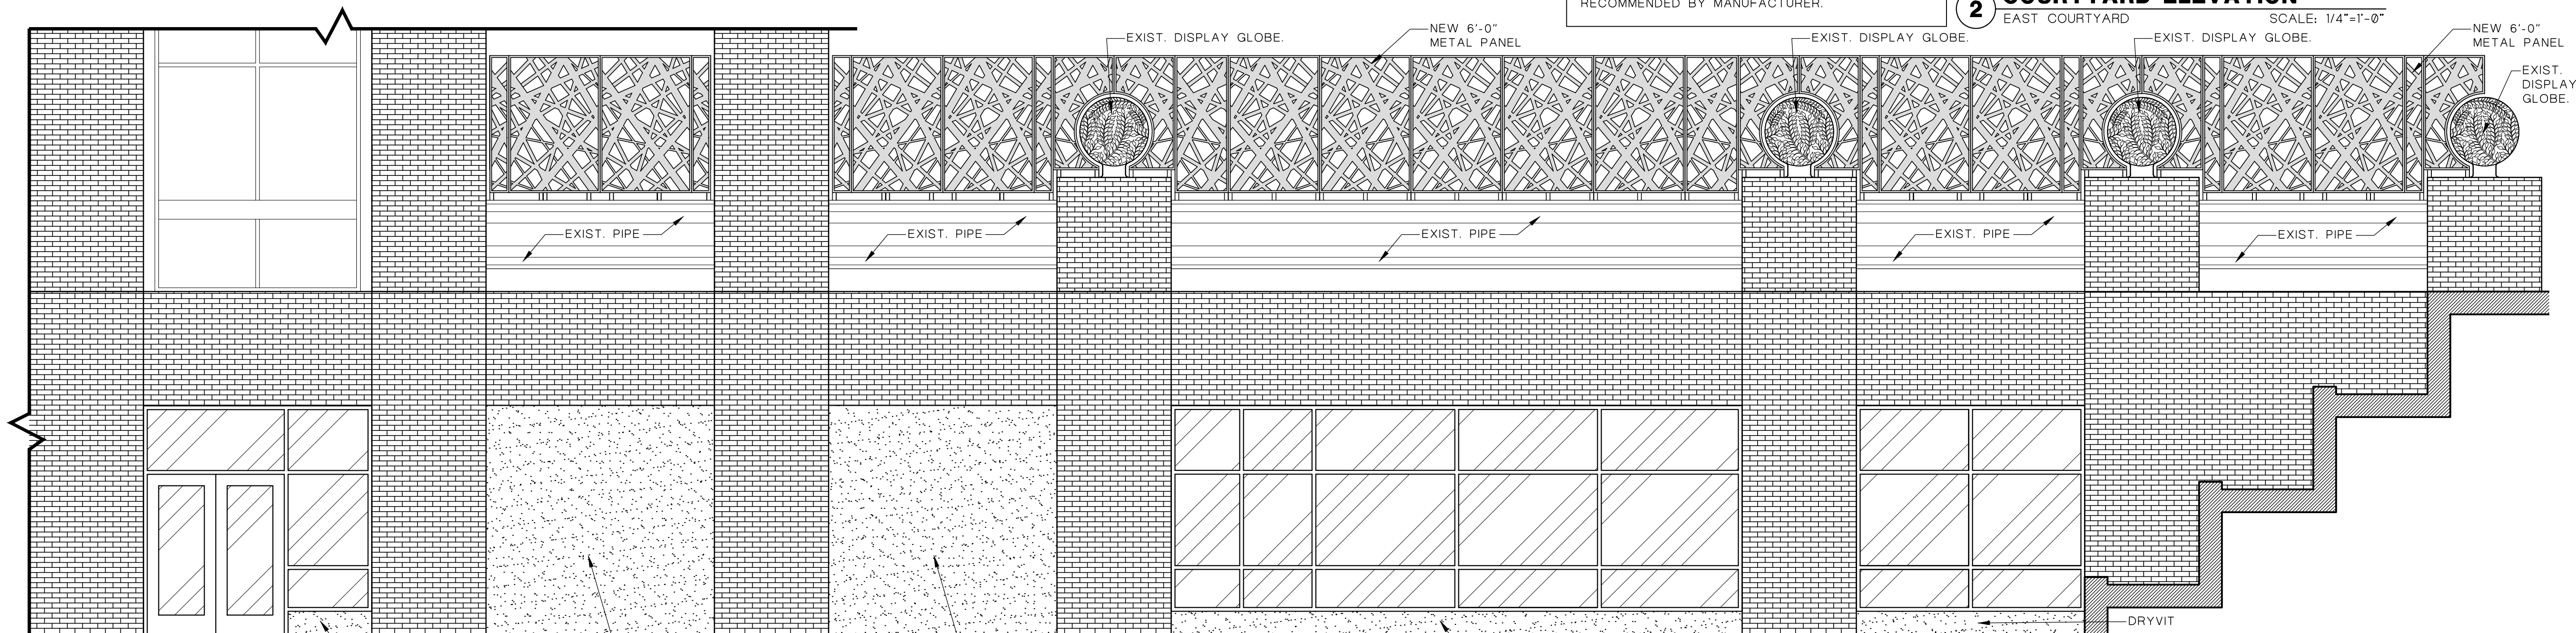 RECOMMENDED BY MANUFACTURER.
2
COURTYARD ELEVATION
EAST COURTYARD
SCALE: 1/4"=1'-0"
EXIST. DISPLAY GLOBE.
NEW 6'-0"
METAL PANEL
EXIST. DISPLAY GLOBE.
EXIST. DISPLAY GLOBE.
NEW 6'-0"
METAL PANEL
EXIST.
DISPLAY
GLOBE.
EXIST. PIPE
EXIST. PIPE
EXIST. PIPE
EXIST. PIPE
EXIST. PIPE
DRYVIT